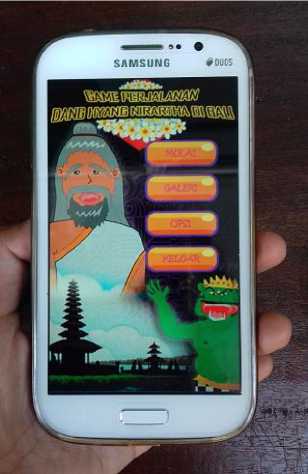 SAMSUNG
DUOS
GAME PERJALANAN
DANG HYANG NIRARTHA DI BALI
MULAI
GALERI
OPSI
KELUAR